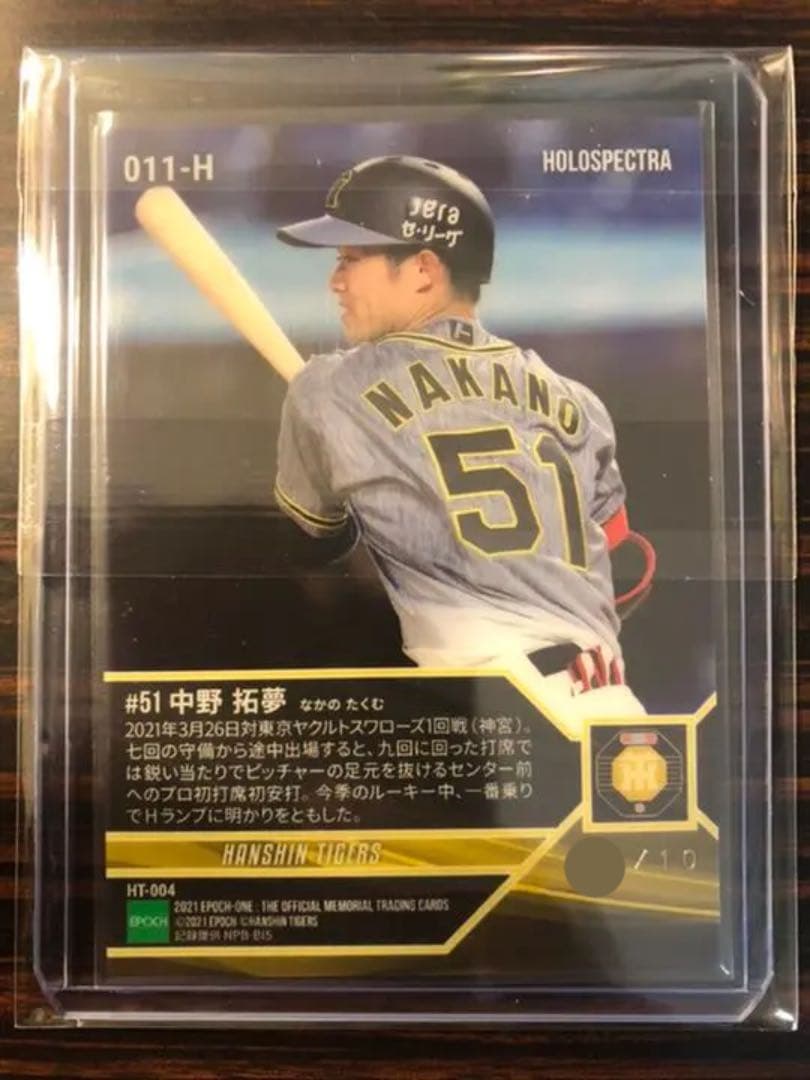 011-H
HOLOSPECTRA
JERA
セ・リーグ
T
NAKANO
51
#51 中野 拓夢 なかの たくむ
2021年3月26日対東京ヤクルトスワローズ1回戦(神宮)。
七回の守備から途中出場すると、九回に回った打席で
は鋭い当たりでピッチャーの足元を抜けるセンター前
へのプロ初打席初安打。今季のルーキー中、一番乗り
でHランプに明かりをともした。
H
HANSHIN TIGERS
/10
HT-004
EPOCH
2021 EPOCH-ONE : THE OFFICIAL MEMORIAL TRADING CARDS
©2021 EPOCH ©HANSHIN TIGERS
記録提供 NPB-BIS